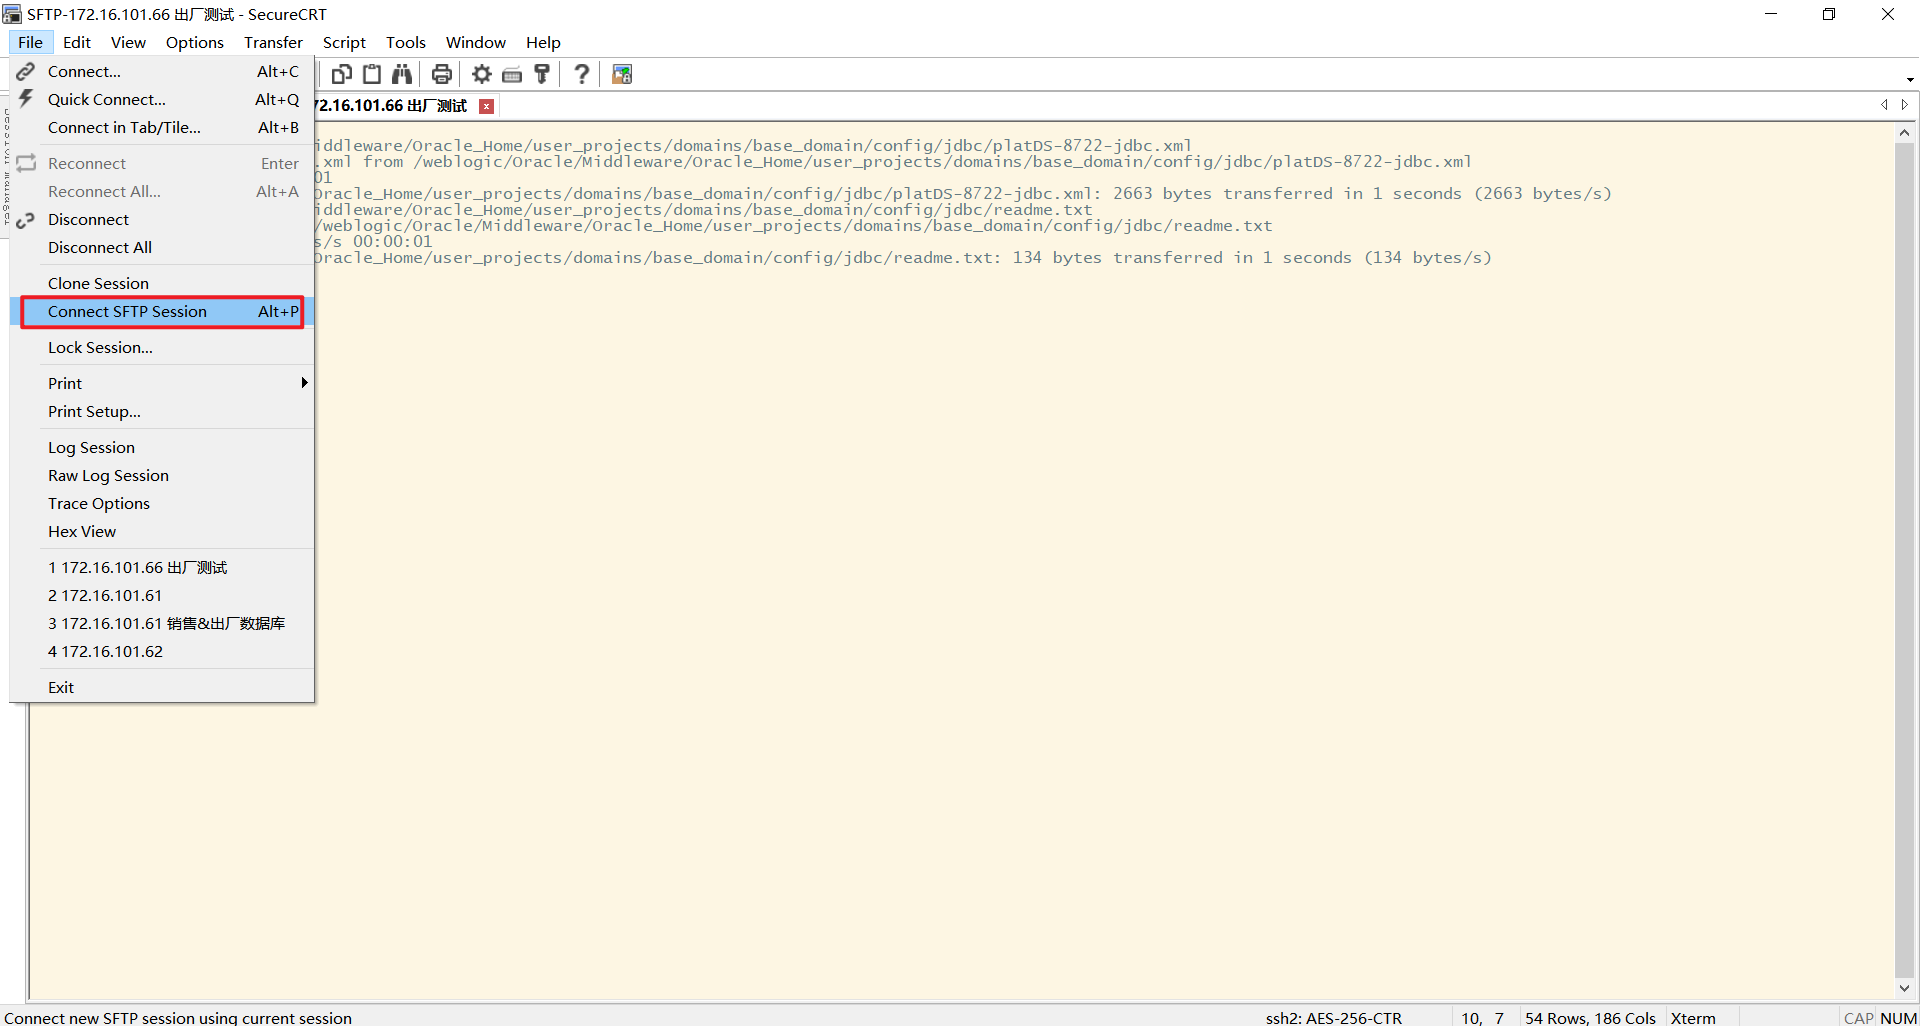 SFTP-172.16.101.66 出厂测试 - SecureCRT
File Edit View Options Transfer Script Tools Window Help
Connect... Alt+C
Quick Connect... Alt+Q
Connect in Tab/Tile... Alt+B
Reconnect Enter
Reconnect All... Alt+A
Disconnect
Disconnect All
Clone Session
Connect SFTP Session Alt+P
Lock Session...
Print
Print Setup...
Log Session
Raw Log Session
Trace Options
Hex View
1 172.16.101.66 出厂测试
2 172.16.101.61
3 172.16.101.61 销售&出厂数据库
4 172.16.101.62
Exit
72.16.101.66 出厂测试
iddleware/Oracle_Home/user_projects/domains/base_domain/config/jdbc/platDS-8722-jdbc.xml
.xml from /weblogic/Oracle/Middleware/Oracle_Home/user_projects/domains/base_domain/config/jdbc/platDS-8722-jdbc.xml
01
Oracle_Home/user_projects/domains/base_domain/config/jdbc/platDS-8722-jdbc.xml: 2663 bytes transferred in 1 seconds (2663 bytes/s)
iddleware/Oracle_Home/user_projects/domains/base_domain/config/jdbc/readme.txt
/weblogic/Oracle/Middleware/Oracle_Home/user_projects/domains/base_domain/config/jdbc/readme.txt
s/s 00:00:01
Oracle_Home/user_projects/domains/base_domain/config/jdbc/readme.txt: 134 bytes transferred in 1 seconds (134 bytes/s)
Connect new SFTP session using current session ssh2: AES-256-CTR 10, 7 54 Rows, 186 Cols Xterm CAP NUM